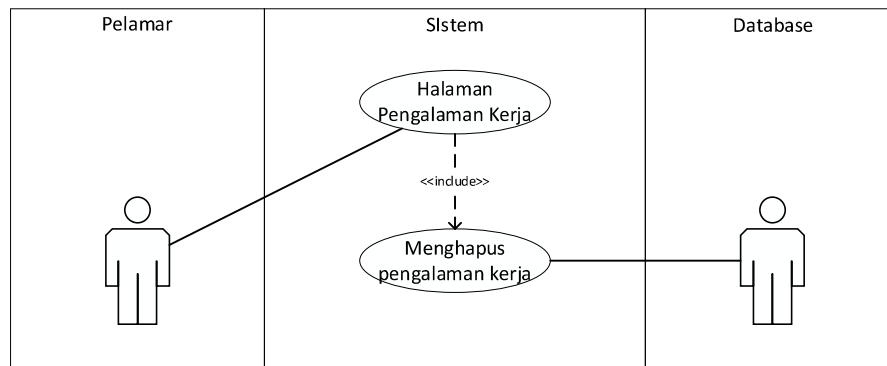 Pelamar
SIstem
Database
Halaman
Pengalaman Kerja
<<include>>
Menghapus
pengalaman kerja